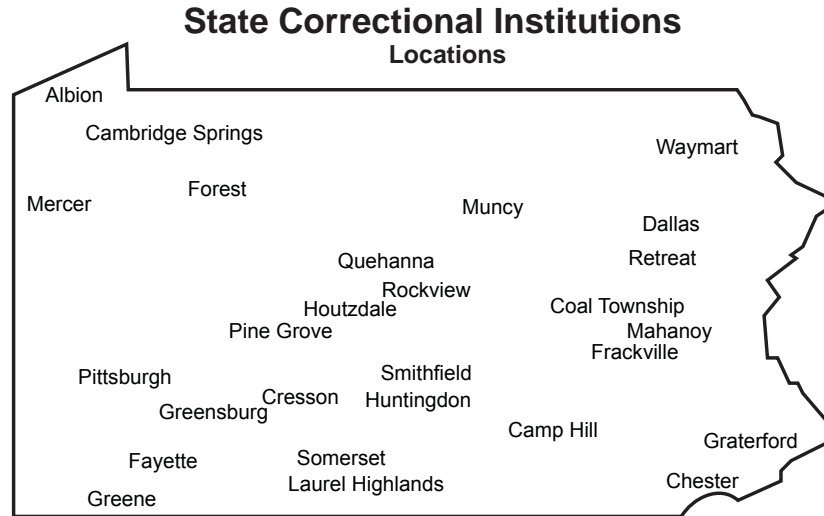 State Correctional Institutions
Locations
Albion
Cambridge Springs
Waymart
Forest
Mercer
Muncy
Dallas
Quehanna
Retreat
Rockview
Houtzdale
Coal Township
Pine Grove
Mahanoy
Frackville
Pittsburgh
Smithfield
Cresson
Huntingdon
Greensburg
Camp Hill
Graterford
Fayette
Somerset
Laurel Highlands
Chester
Greene